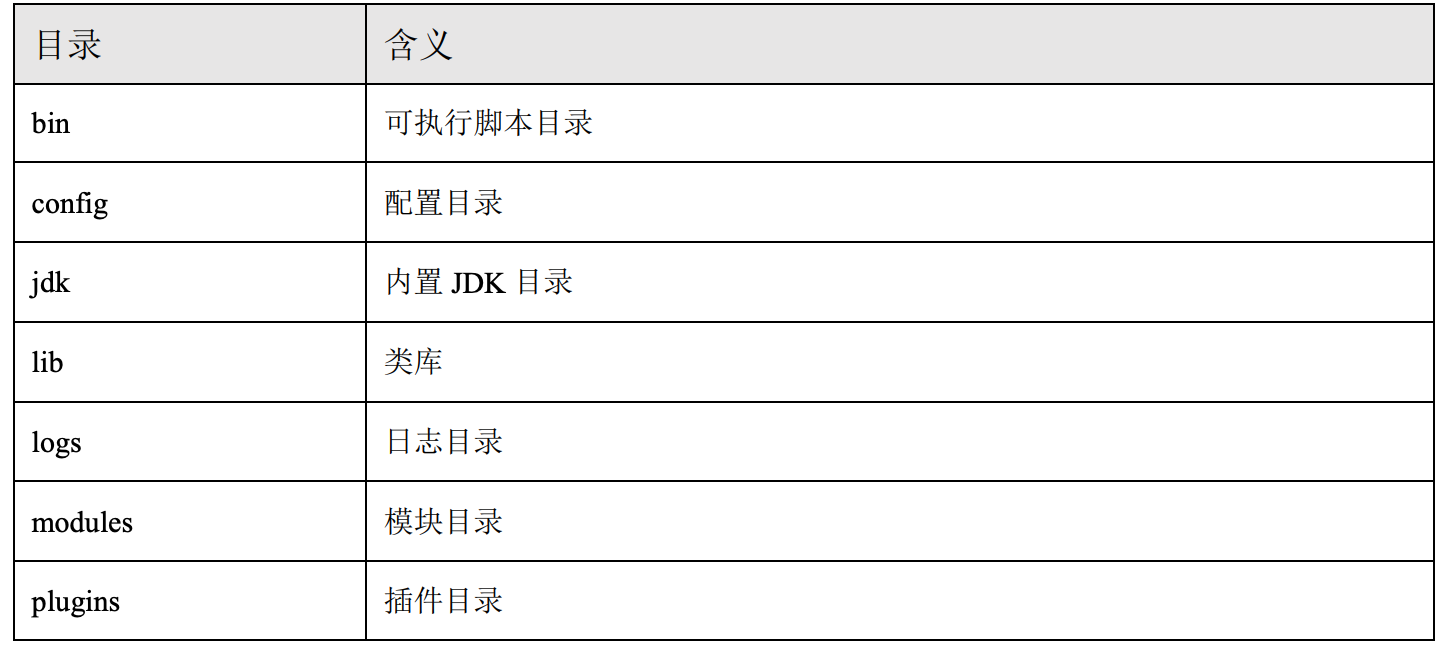 目录 含义
bin 可执行脚本目录
config 配置目录
jdk 内置 JDK 目录
lib 类库
logs 日志目录
modules 模块目录
plugins 插件目录